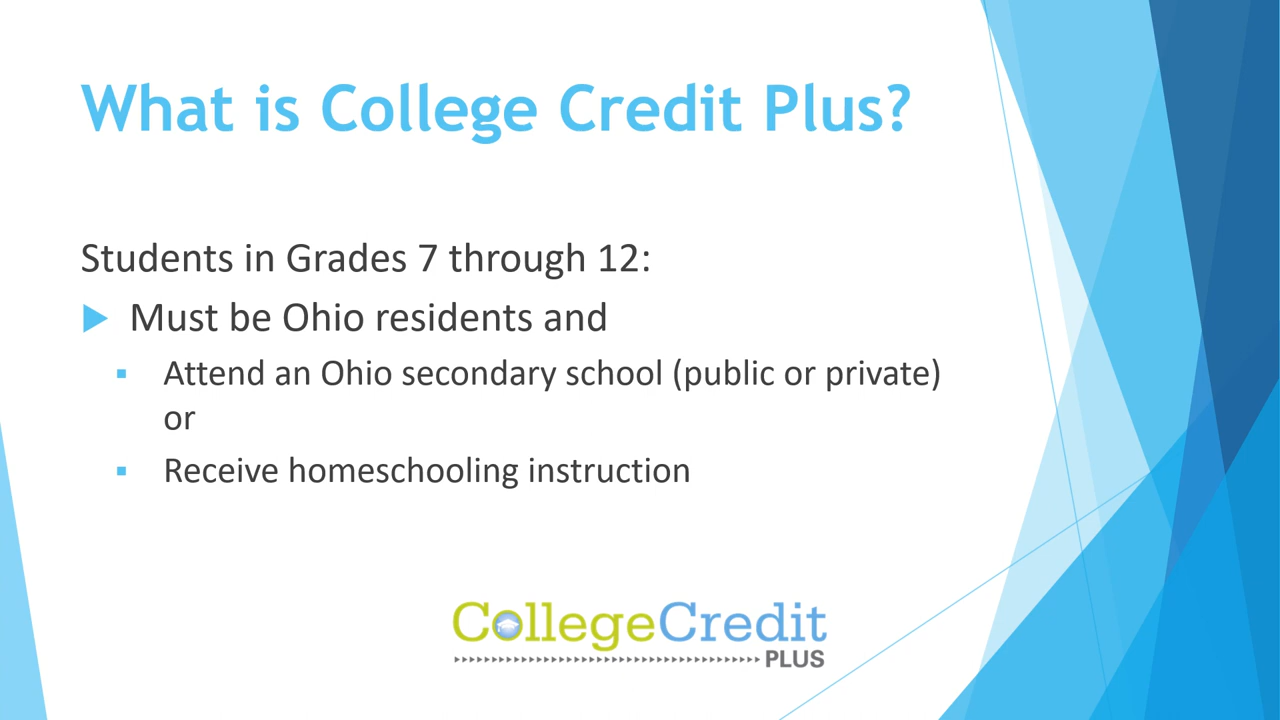 What is College Credit Plus?
Students in Grades 7 through 12:
Must be Ohio residents and
Attend an Ohio secondary school (public or private)
or
Receive homeschooling instruction
CollegeCredit
PLUS